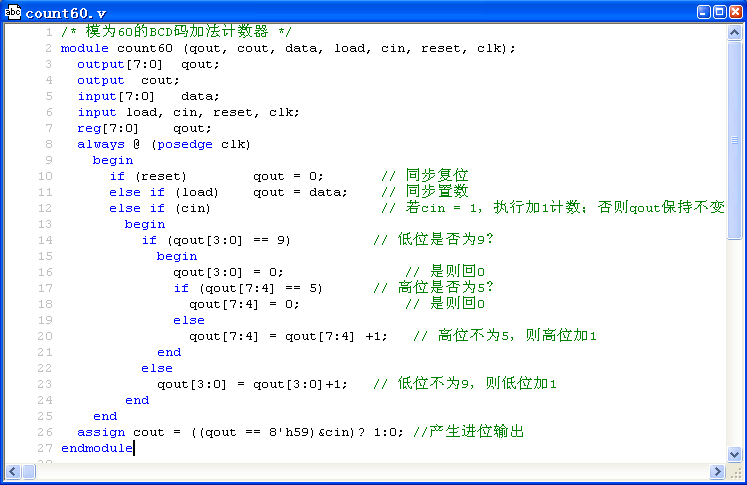 count60.v
1 /* 模为60的BCD码加法计数器 */
2 module count60 (qout, cout, data, load, cin, reset, clk);
3   output[7:0]  qout;
4   output  cout;
5   input[7:0]   data;
6   input load, cin, reset, clk;
7   reg[7:0]     qout;
8   always @ (posedge clk)
9     begin
10       if (reset)        qout = 0;       // 同步复位
11       else if (load)    qout = data;    // 同步置数
12       else if (cin)                     // 若cin = 1，执行加1计数；否则qout保持不变
13         begin
14           if (qout[3:0] == 9)          // 低位是否为9?
15             begin
16               qout[3:0] = 0;               // 是则回0
17               if (qout[7:4] == 5)      // 高位是否为5?
18                 qout[7:4] = 0;             // 是则回0
19               else
20                 qout[7:4] = qout[7:4] +1;   // 高位不为5，则高位加1
21             end
22           else
23             qout[3:0] = qout[3:0]+1;   // 低位不为9，则低位加1
24         end
25     end
26   assign cout = ((qout == 8'h59)&cin)? 1:0; //产生进位输出
27 endmodule